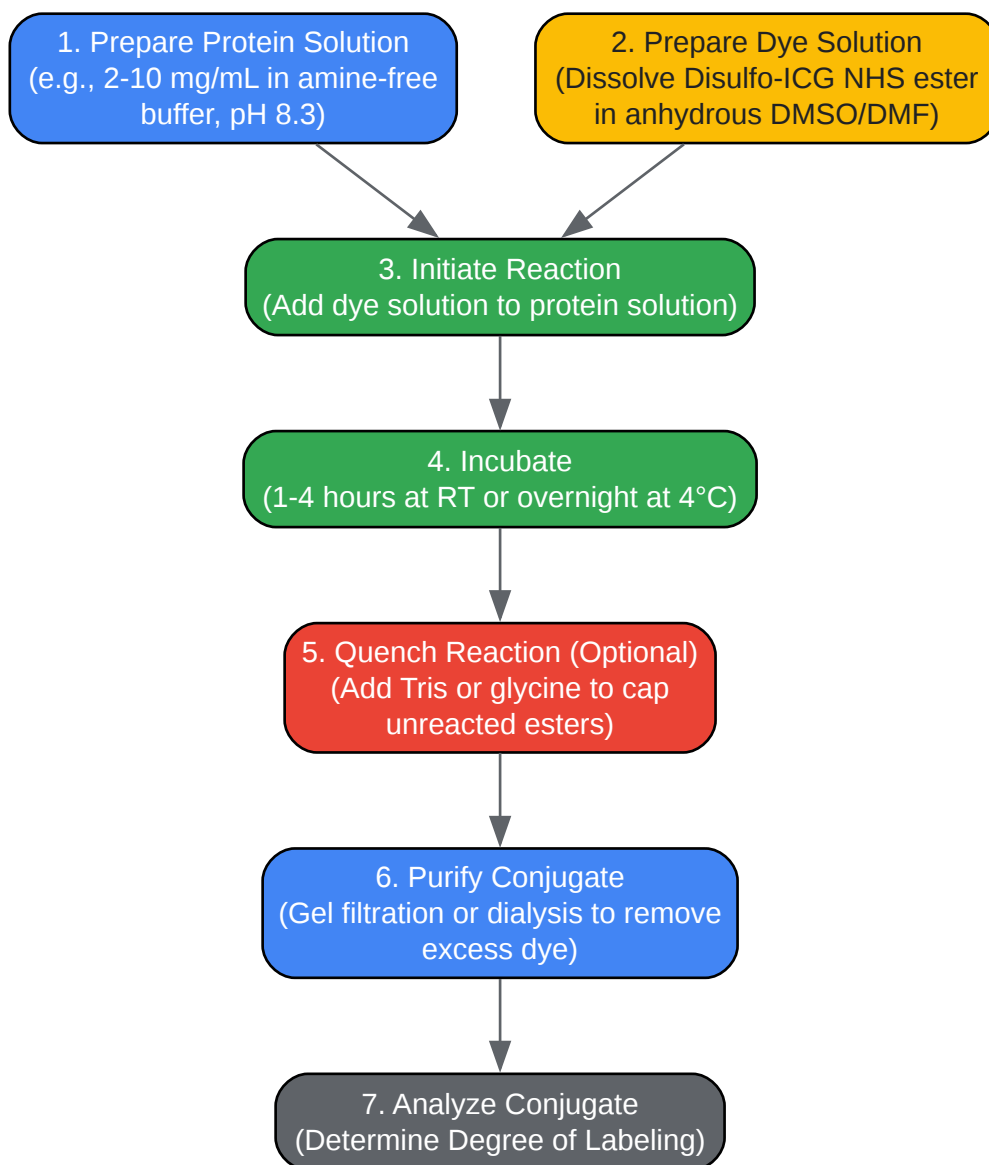 1. Prepare Protein Solution
(e.g., 2-10 mg/mL in amine-free
buffer, pH 8.3)
2. Prepare Dye Solution
(Dissolve Disulfo-ICG NHS ester
in anhydrous DMSO/DMF)
3. Initiate Reaction
(Add dye solution to protein solution)
4. Incubate
(1-4 hours at RT or overnight at 4°C)
5. Quench Reaction (Optional)
(Add Tris or glycine to cap
unreacted esters)
6. Purify Conjugate
(Gel filtration or dialysis to remove
excess dye)
7. Analyze Conjugate
(Determine Degree of Labeling)